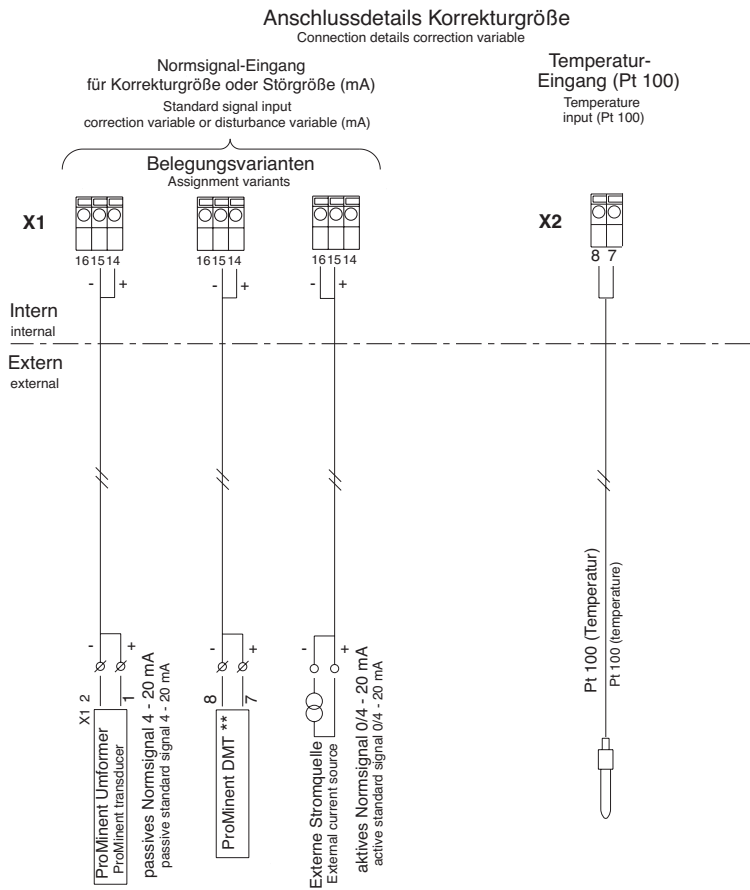 Anschlussdetails Korrekturgröße
Connection details correction variable
Normsignal-Eingang
für Korrekturgröße oder Störgröße (mA)
Standard signal input
correction variable or disturbance variable (mA)
Temperatur-
Eingang (Pt 100)
Temperature
input (Pt 100)
Belegungsvarianten
Assignment variants
X1
16 15 14
16 15 14
16 15 14
X2
8 7
- +
- +
- +
Intern
internal
Extern
external
- +
- +
- +
X1 2
1
8
7
ProMinent Umformer
ProMinent transducer
passives Normsignal 4 - 20 mA
passive standard signal 4 - 20 mA
ProMinent DMT **
Externe Stromquelle
External current source
aktives Normsignal 0/4 - 20 mA
active standard signal 0/4 - 20 mA
Pt 100 (Temperatur)
Pt 100 (temperature)